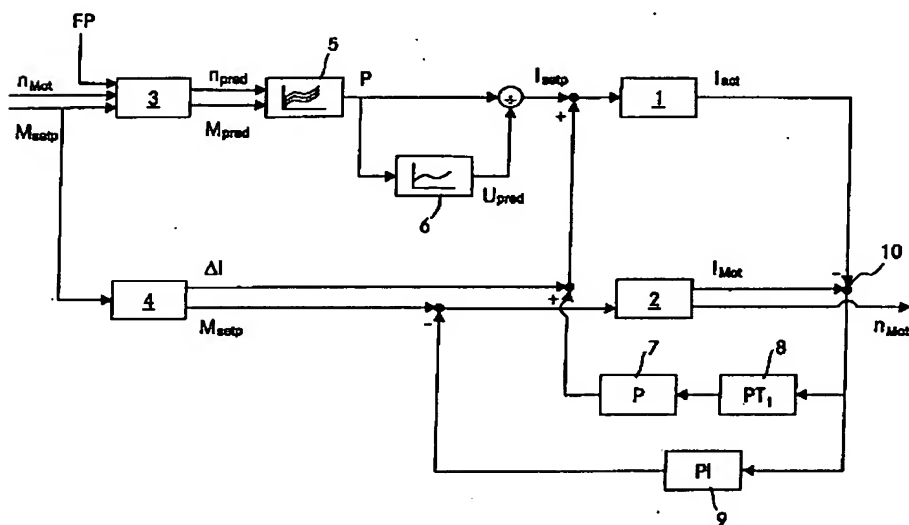 FP
5
n_Mot
n_pred
P
I_setp
I_act
3
÷
1
M_setp
M_pred
+
U_pred
6
ΔI
I_Mot
-
10
4
+
2
M_setp
-
n_Mot
7
8
P
PT₁
PI
9